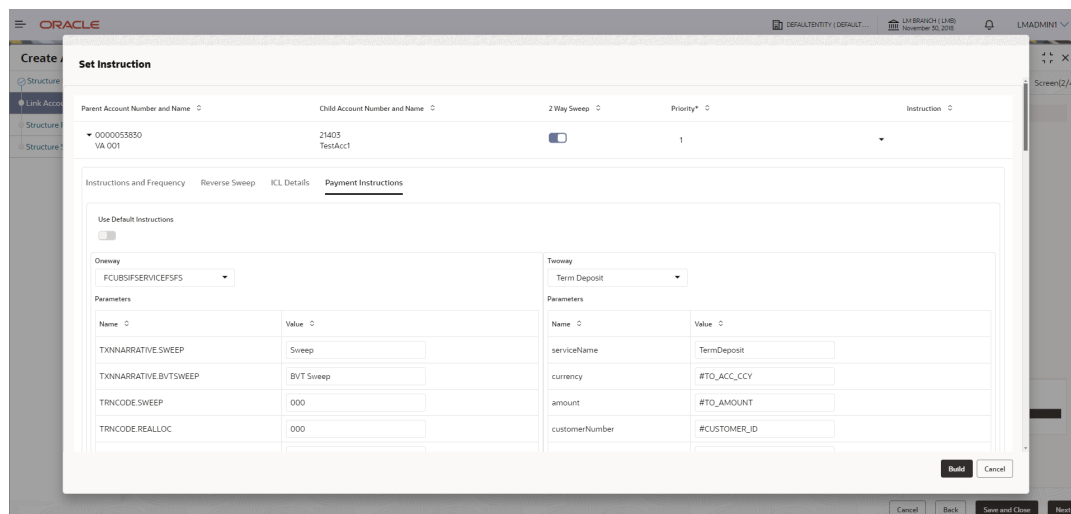 ORACLE
DEFAULTENTITY ( DEFAULT ...
LM BRANCH ( LMB)
November 30, 2018
LMADMIN1
Create
Set Instruction
Structure
Screen(2/4
Link Accou
Structure
Structure
Parent Account Number and Name
Child Account Number and Name
2 Way Sweep
Priority*
Instruction
0000053830
VA 001
21403
TestAcc1
1
Instructions and Frequency
Reverse Sweep
ICL Details
Payment Instructions
Use Default Instructions
Oneway
FCUBSIFSERVICEFSFS
Parameters
Name Value
TXNNARRATIVE.SWEEP Sweep
TXNNARRATIVE.BVTSWEEP BVT Sweep
TRNCODE.SWEEP 000
TRNCODE.REALLOC 000
Twoway
Term Deposit
Parameters
Name Value
serviceName TermDeposit
currency #TO_ACC_CCY
amount #TO_AMOUNT
customerNumber #CUSTOMER_ID
Build
Cancel
Cancel
Back
Save and Close
Next